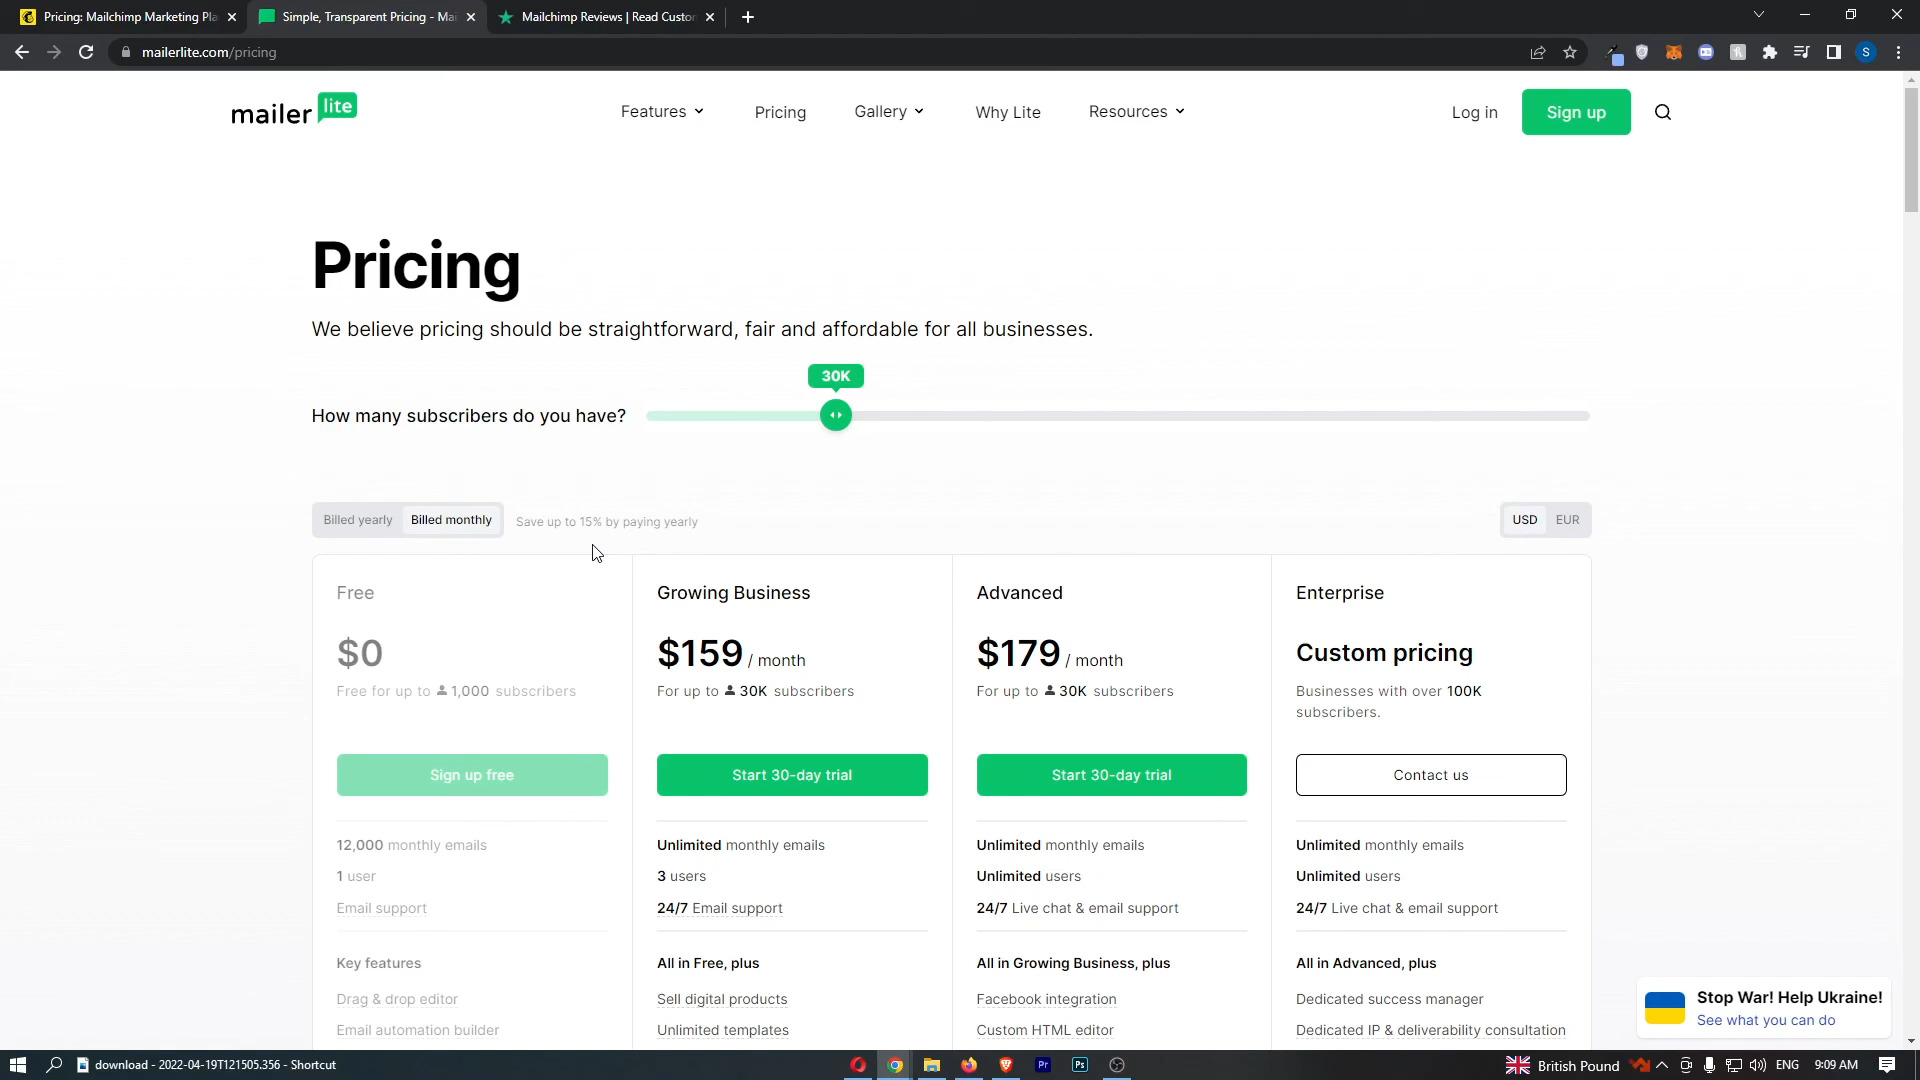 Pricing: Mailchimp Marketing Pla
Simple, Transparent Pricing - Mai
Mailchimp Reviews | Read Custor
mailerlite.com/pricing
S
mailer lite
Features
Pricing
Gallery
Why Lite
Resources
Log in
Sign up
Pricing
We believe pricing should be straightforward, fair and affordable for all businesses.
30K
How many subscribers do you have?
Billed yearly
Billed monthly
Save up to 15% by paying yearly
USD
EUR
Free
$0
Free for up to 1,000 subscribers
Sign up free
12,000 monthly emails
1 user
Email support
Key features
Drag & drop editor
Email automation builder
Growing Business
$159 / month
For up to 30K subscribers
Start 30-day trial
Unlimited monthly emails
3 users
24/7 Email support
All in Free, plus
Sell digital products
Unlimited templates
Advanced
$179 / month
For up to 30K subscribers
Start 30-day trial
Unlimited monthly emails
Unlimited users
24/7 Live chat & email support
All in Growing Business, plus
Facebook integration
Custom HTML editor
Enterprise
Custom pricing
Businesses with over 100K
subscribers.
Contact us
Unlimited monthly emails
Unlimited users
24/7 Live chat & email support
All in Advanced, plus
Dedicated success manager
Dedicated IP & deliverability consultation
Stop War! Help Ukraine!
See what you can do
download - 2022-04-19T121505.356 - Shortcut
Pr
Ps
British Pound
ENG
9:09 AM